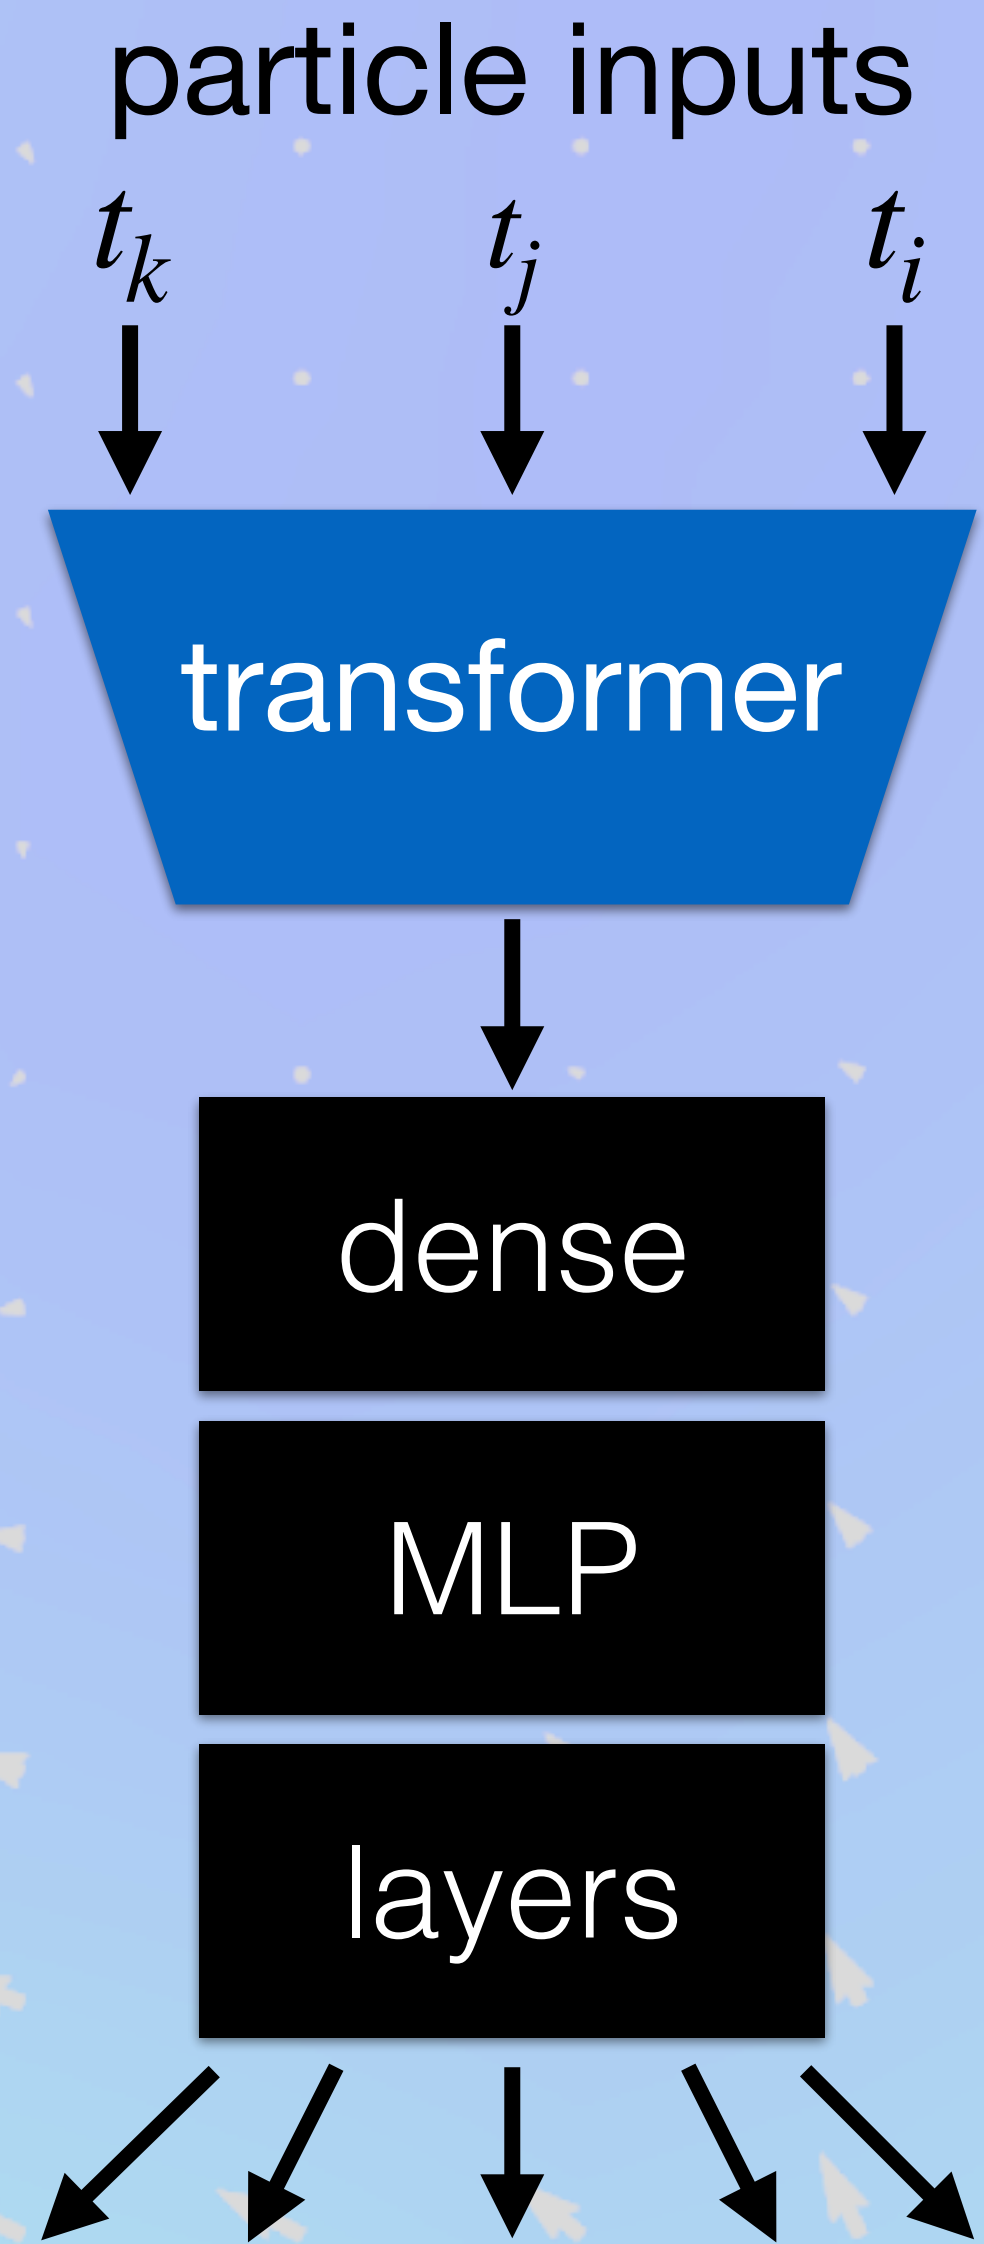 particle inputs
t_k t_j t_i
transformer
dense
MLP
layers